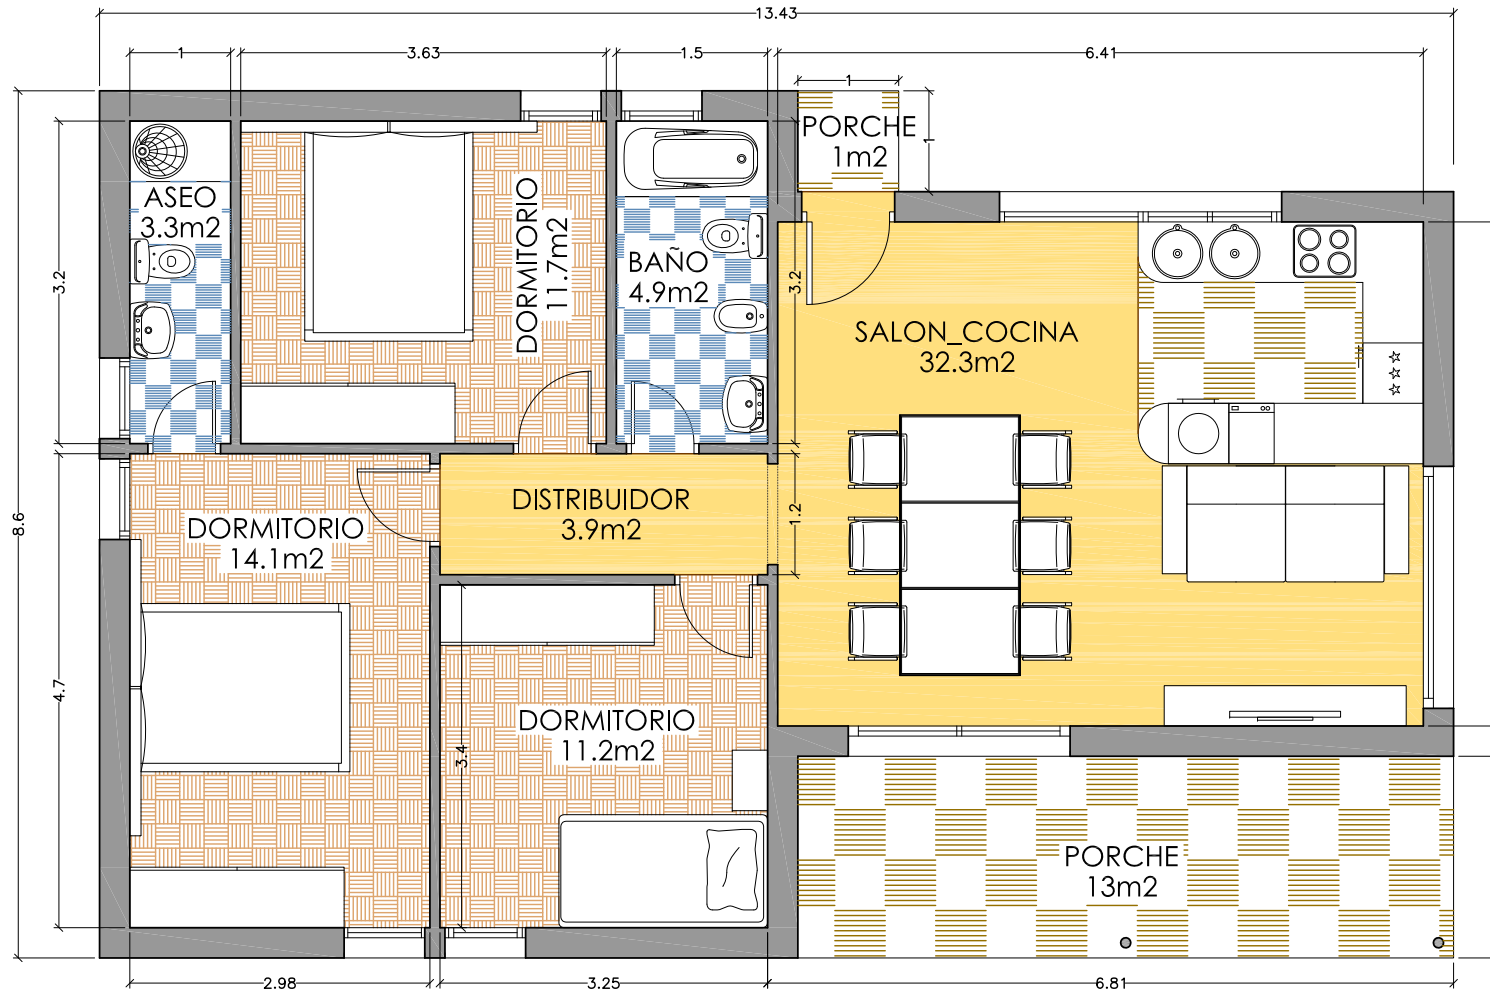 13.43
1
3.63
1.5
6.41
1
PORCHE
1m2
1
ASEO
3.3m2
DORMITORIO
11.7m2
BAÑO
4.9m2
3.2
3.2
SALON_COCINA
32.3m2
8.6
DISTRIBUIDOR
3.9m2
1.2
DORMITORIO
14.1m2
4.7
3.4
DORMITORIO
11.2m2
PORCHE
13m2
2.98
3.25
6.81